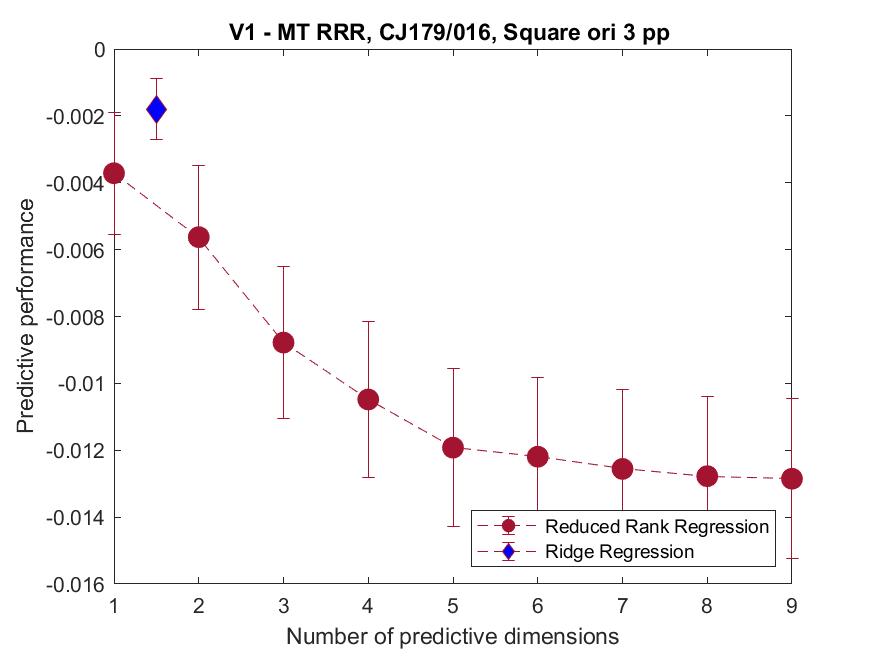 V1 - MT RRR, CJ179/016, Square ori 3 pp
0
-0.002
-0.004
-0.006
-0.008
-0.01
-0.012
-0.014
-0.016
Predictive performance
1 2 3 4 5 6 7 8 9
Number of predictive dimensions
Reduced Rank Regression
Ridge Regression